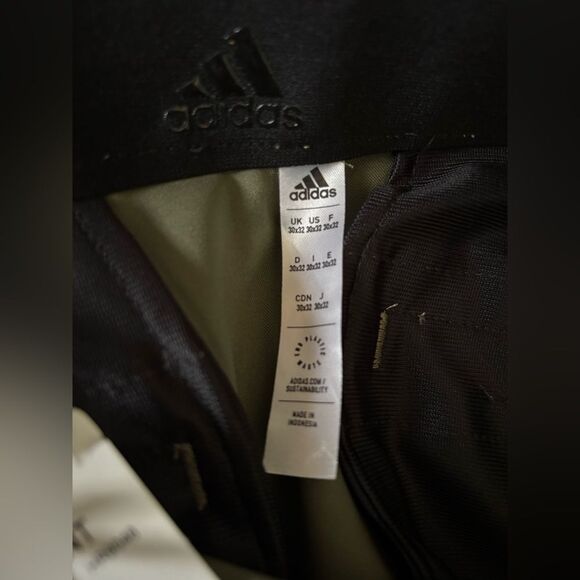 adidas
adidas
UK US F
30x32 30x32 30x32
D I E
30x32 30x32 30x32
CDN J
30x32 30x32
END PLASTIC WASTE
ADIDAS.COM/
SUSTAINABILITY
MADE IN
INDONESIA